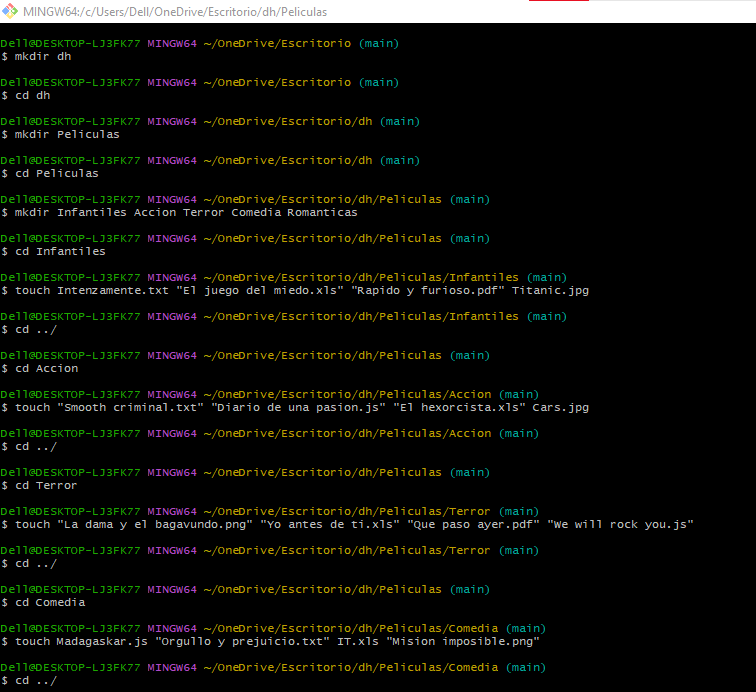 MINGW64:/c/Users/Dell/OneDrive/Escritorio/dh/Peliculas
Dell@DESKTOP-LJ3FK77 MINGW64 ~/OneDrive/Escritorio (main)
$ mkdir dh
Dell@DESKTOP-LJ3FK77 MINGW64 ~/OneDrive/Escritorio (main)
$ cd dh
Dell@DESKTOP-LJ3FK77 MINGW64 ~/OneDrive/Escritorio/dh (main)
$ mkdir Peliculas
Dell@DESKTOP-LJ3FK77 MINGW64 ~/OneDrive/Escritorio/dh (main)
$ cd Peliculas
Dell@DESKTOP-LJ3FK77 MINGW64 ~/OneDrive/Escritorio/dh/Peliculas (main)
$ mkdir Infantiles Accion Terror Comedia Romanticas
Dell@DESKTOP-LJ3FK77 MINGW64 ~/OneDrive/Escritorio/dh/Peliculas (main)
$ cd Infantiles
Dell@DESKTOP-LJ3FK77 MINGW64 ~/OneDrive/Escritorio/dh/Peliculas/Infantiles (main)
$ touch Intenzamente.txt "El juego del miedo.xls" "Rapido y furioso.pdf" Titanic.jpg
Dell@DESKTOP-LJ3FK77 MINGW64 ~/OneDrive/Escritorio/dh/Peliculas/Infantiles (main)
$ cd ../
Dell@DESKTOP-LJ3FK77 MINGW64 ~/OneDrive/Escritorio/dh/Peliculas (main)
$ cd Accion
Dell@DESKTOP-LJ3FK77 MINGW64 ~/OneDrive/Escritorio/dh/Peliculas/Accion (main)
$ touch "Smooth criminal.txt" "Diario de una pasion.js" "El hexorcista.xls" Cars.jpg
Dell@DESKTOP-LJ3FK77 MINGW64 ~/OneDrive/Escritorio/dh/Peliculas/Accion (main)
$ cd ../
Dell@DESKTOP-LJ3FK77 MINGW64 ~/OneDrive/Escritorio/dh/Peliculas (main)
$ cd Terror
Dell@DESKTOP-LJ3FK77 MINGW64 ~/OneDrive/Escritorio/dh/Peliculas/Terror (main)
$ touch "La dama y el bagavundo.png" "Yo antes de ti.xls" "Que paso ayer.pdf" "We will rock you.js"
Dell@DESKTOP-LJ3FK77 MINGW64 ~/OneDrive/Escritorio/dh/Peliculas/Terror (main)
$ cd ../
Dell@DESKTOP-LJ3FK77 MINGW64 ~/OneDrive/Escritorio/dh/Peliculas (main)
$ cd Comedia
Dell@DESKTOP-LJ3FK77 MINGW64 ~/OneDrive/Escritorio/dh/Peliculas/Comedia (main)
$ touch Madagaskar.js "Orgullo y prejuicio.txt" IT.xls "Mision imposible.png"
Dell@DESKTOP-LJ3FK77 MINGW64 ~/OneDrive/Escritorio/dh/Peliculas/Comedia (main)
$ cd ../